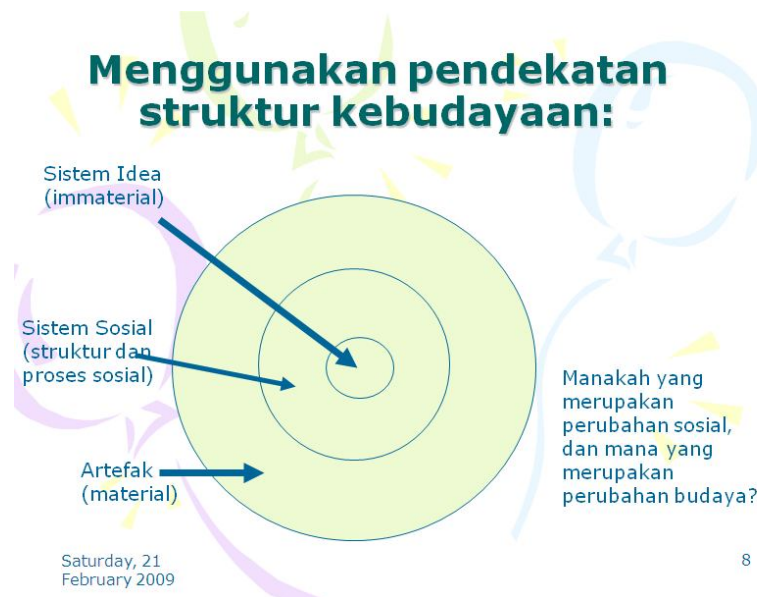 Menggunakan pendekatan
struktur kebudayaan:
Sistem Idea
(immaterial)
Sistem Sosial
(struktur dan
proses sosial)
Artefak
(material)
Manakah yang
merupakan
perubahan sosial,
dan mana yang
merupakan
perubahan budaya?
Saturday, 21
February 2009
8